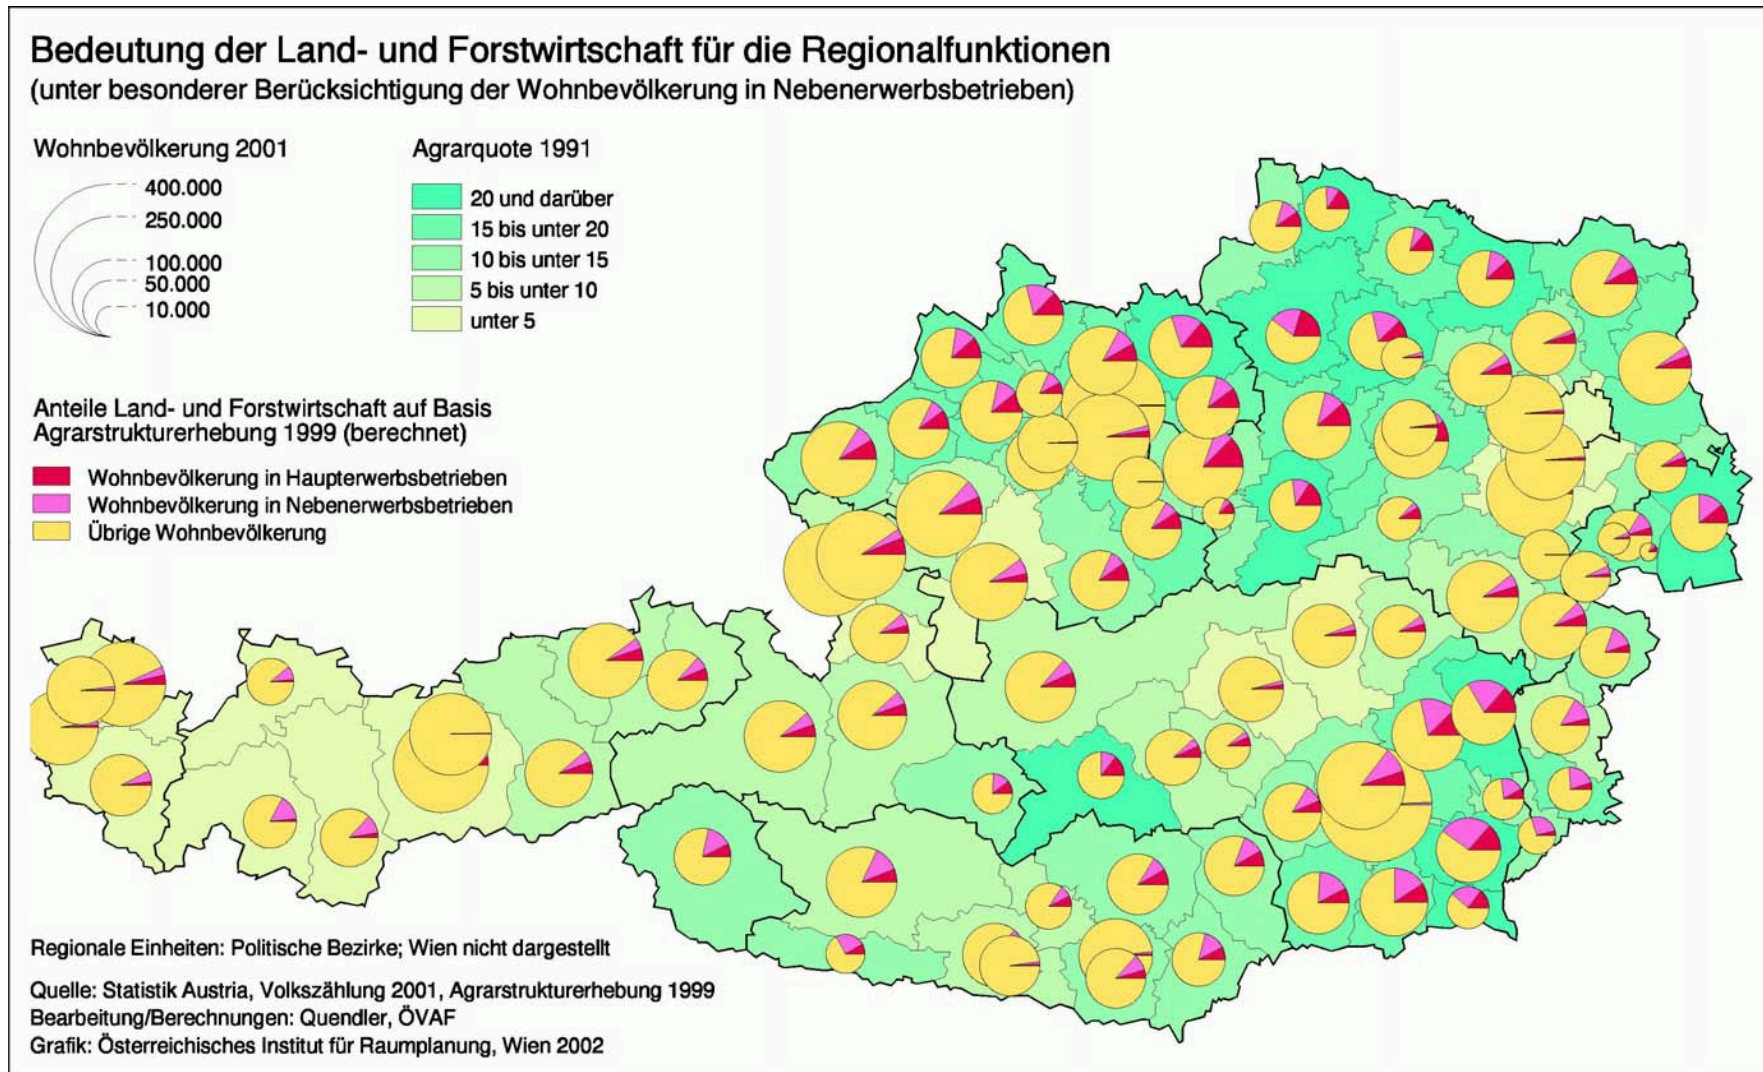 Bedeutung der Land- und Forstwirtschaft für die Regionalfunktionen
(unter besonderer Berücksichtigung der Wohnbevölkerung in Nebenerwerbsbetrieben)
Wohnbevölkerung 2001
400.000
250.000
100.000
50.000
10.000
Agrarquote 1991
20 und darüber
15 bis unter 20
10 bis unter 15
5 bis unter 10
unter 5
Anteile Land- und Forstwirtschaft auf Basis
Agrarstrukturerhebung 1999 (berechnet)
Wohnbevölkerung in Haupterwerbsbetrieben
Wohnbevölkerung in Nebenerwerbsbetrieben
Übrige Wohnbevölkerung
Regionale Einheiten: Politische Bezirke; Wien nicht dargestellt
Quelle: Statistik Austria, Volkszählung 2001, Agrarstrukturerhebung 1999
Bearbeitung/Berechnungen: Quendler, ÖVAF
Grafik: Österreichisches Institut für Raumplanung, Wien 2002